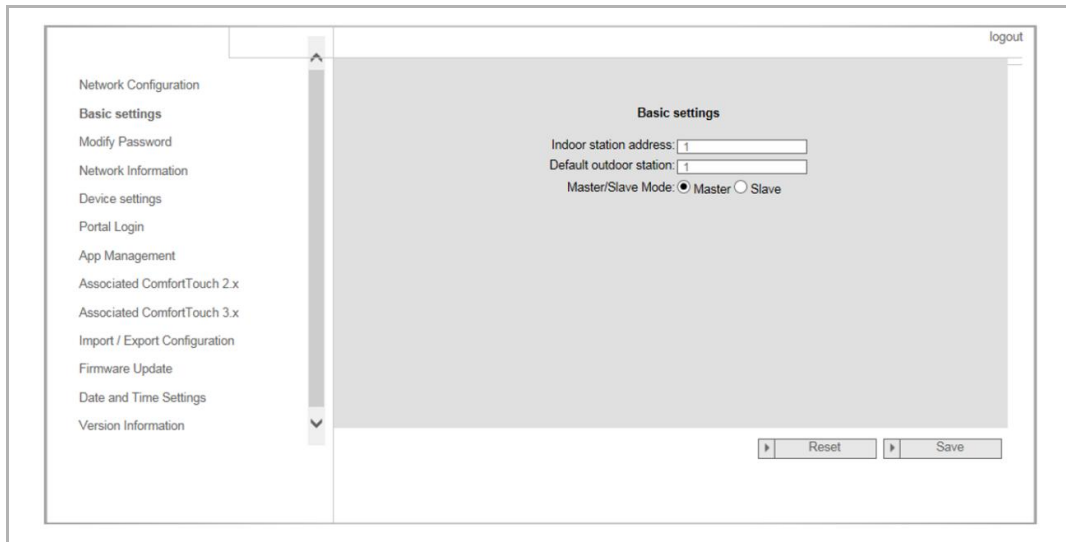 logout
Network Configuration
Basic settings
Modify Password
Network Information
Device settings
Portal Login
App Management
Associated ComfortTouch 2.x
Associated ComfortTouch 3.x
Import / Export Configuration
Firmware Update
Date and Time Settings
Version Information
Basic settings
Indoor station address: 1
Default outdoor station: 1
Master/Slave Mode: Master Slave
Reset Save